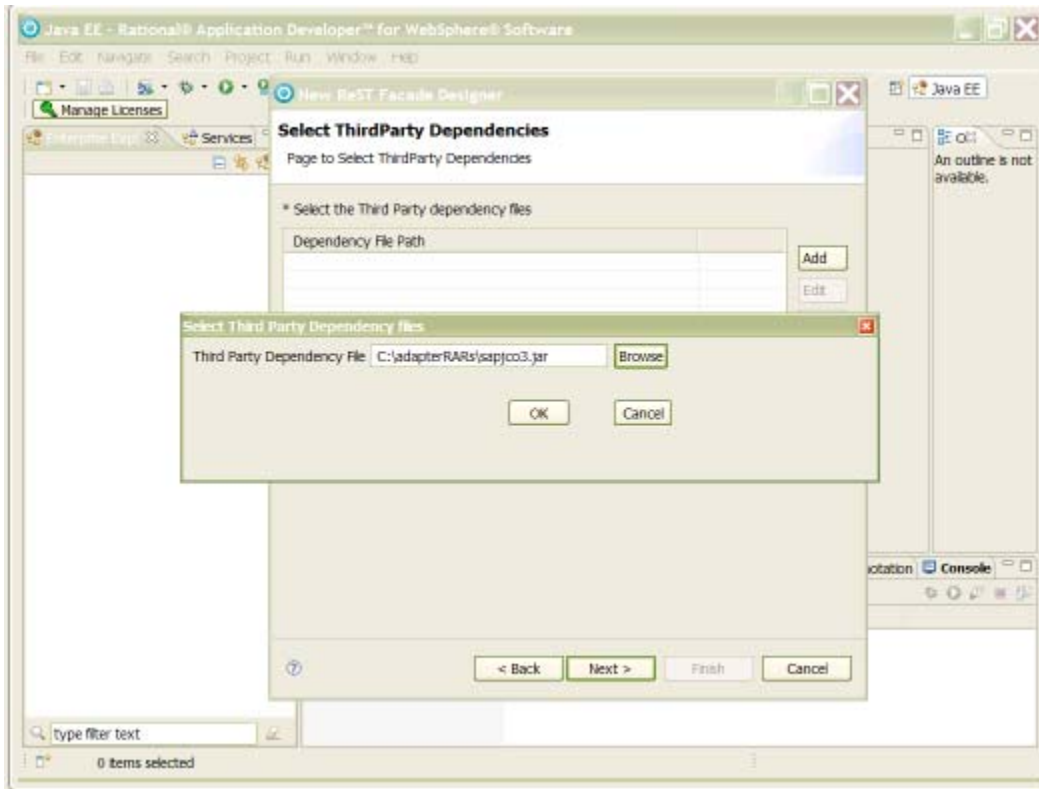 Java EE - Rational® Application Developer™ for WebSphere® Software
File Edit Navigate Search Project Run Window Help
Manage Licenses
Java EE
New ReST Facade Designer
Services
Select ThirdParty Dependencies
Page to Select ThirdParty Dependencies
An outline is not
available.
* Select the Third Party dependency files
Dependency File Path
Add
Edit
Select Third Party Dependency files
Third Party Dependency File C:\adapterRARs\sapjco3.jar Browse
OK Cancel
Console
< Back Next > Finish Cancel
type filter text
0 items selected